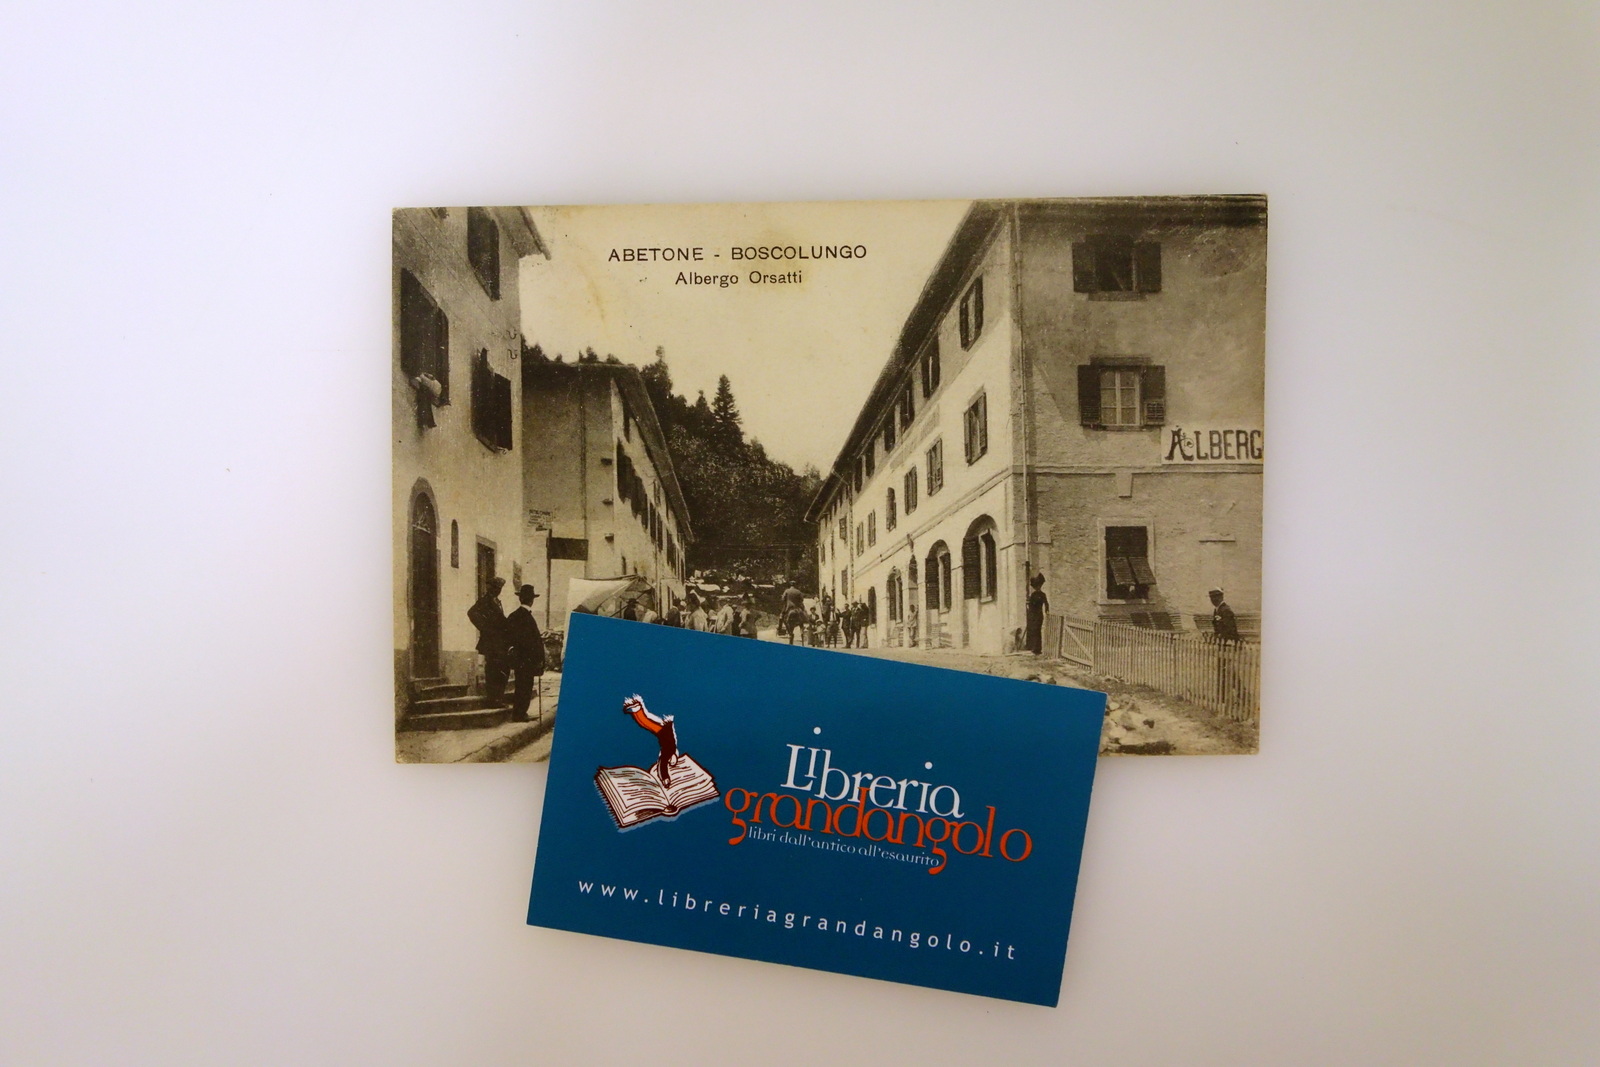 ABETONE - BOSCOLUNGO
Albergo Orsatti
ALBERG
Libreria
grandangolo
libri dall'antico all'esaurito
www.libreriagrandangolo.it